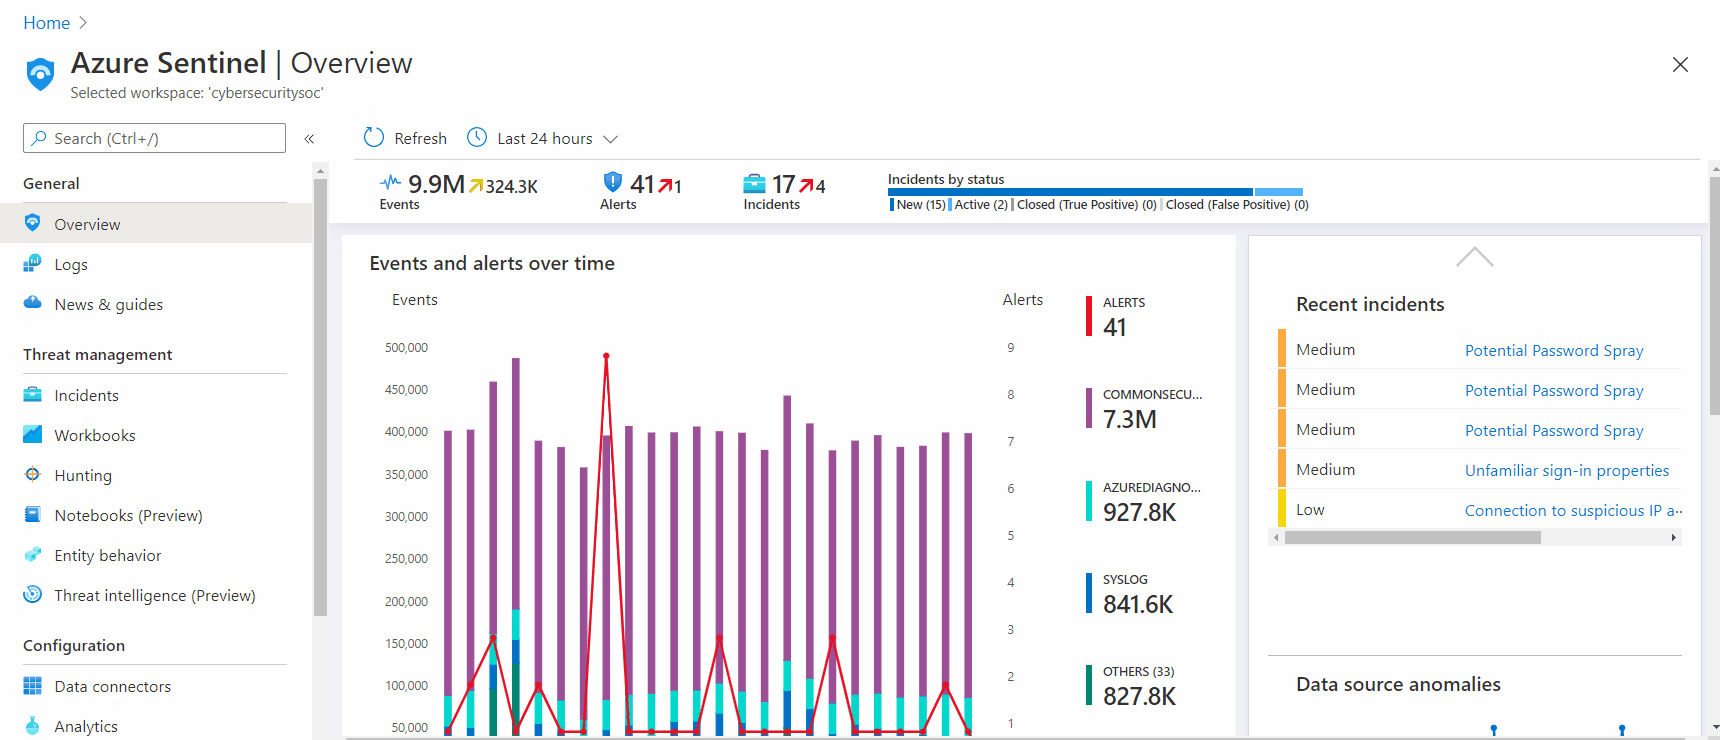 Home
Azure Sentinel | Overview
Selected workspace: 'cybersecuritysoc'
Search (Ctrl+/)
«
General
Overview
Logs
News & guides
Threat management
Incidents
Workbooks
Hunting
Notebooks (Preview)
Entity behavior
Threat intelligence (Preview)
Configuration
Data connectors
Analytics
Refresh
Last 24 hours
9.9M 324.3K
Events
41 1
Alerts
17 4
Incidents
Incidents by status
New (15) Active (2) Closed (True Positive) (0) Closed (False Positive) (0)
Events and alerts over time
Events
Alerts
500,000
450,000
400,000
350,000
300,000
250,000
200,000
150,000
100,000
50,000
9
8
7
6
5
4
3
2
1
ALERTS
41
COMMONSECU...
7.3M
AZUREDIAGNO...
927.8K
SYSLOG
841.6K
OTHERS (33)
827.8K
Recent incidents
Medium Potential Password Spray
Medium Potential Password Spray
Medium Potential Password Spray
Medium Unfamiliar sign-in properties
Low Connection to suspicious IP a..
Data source anomalies